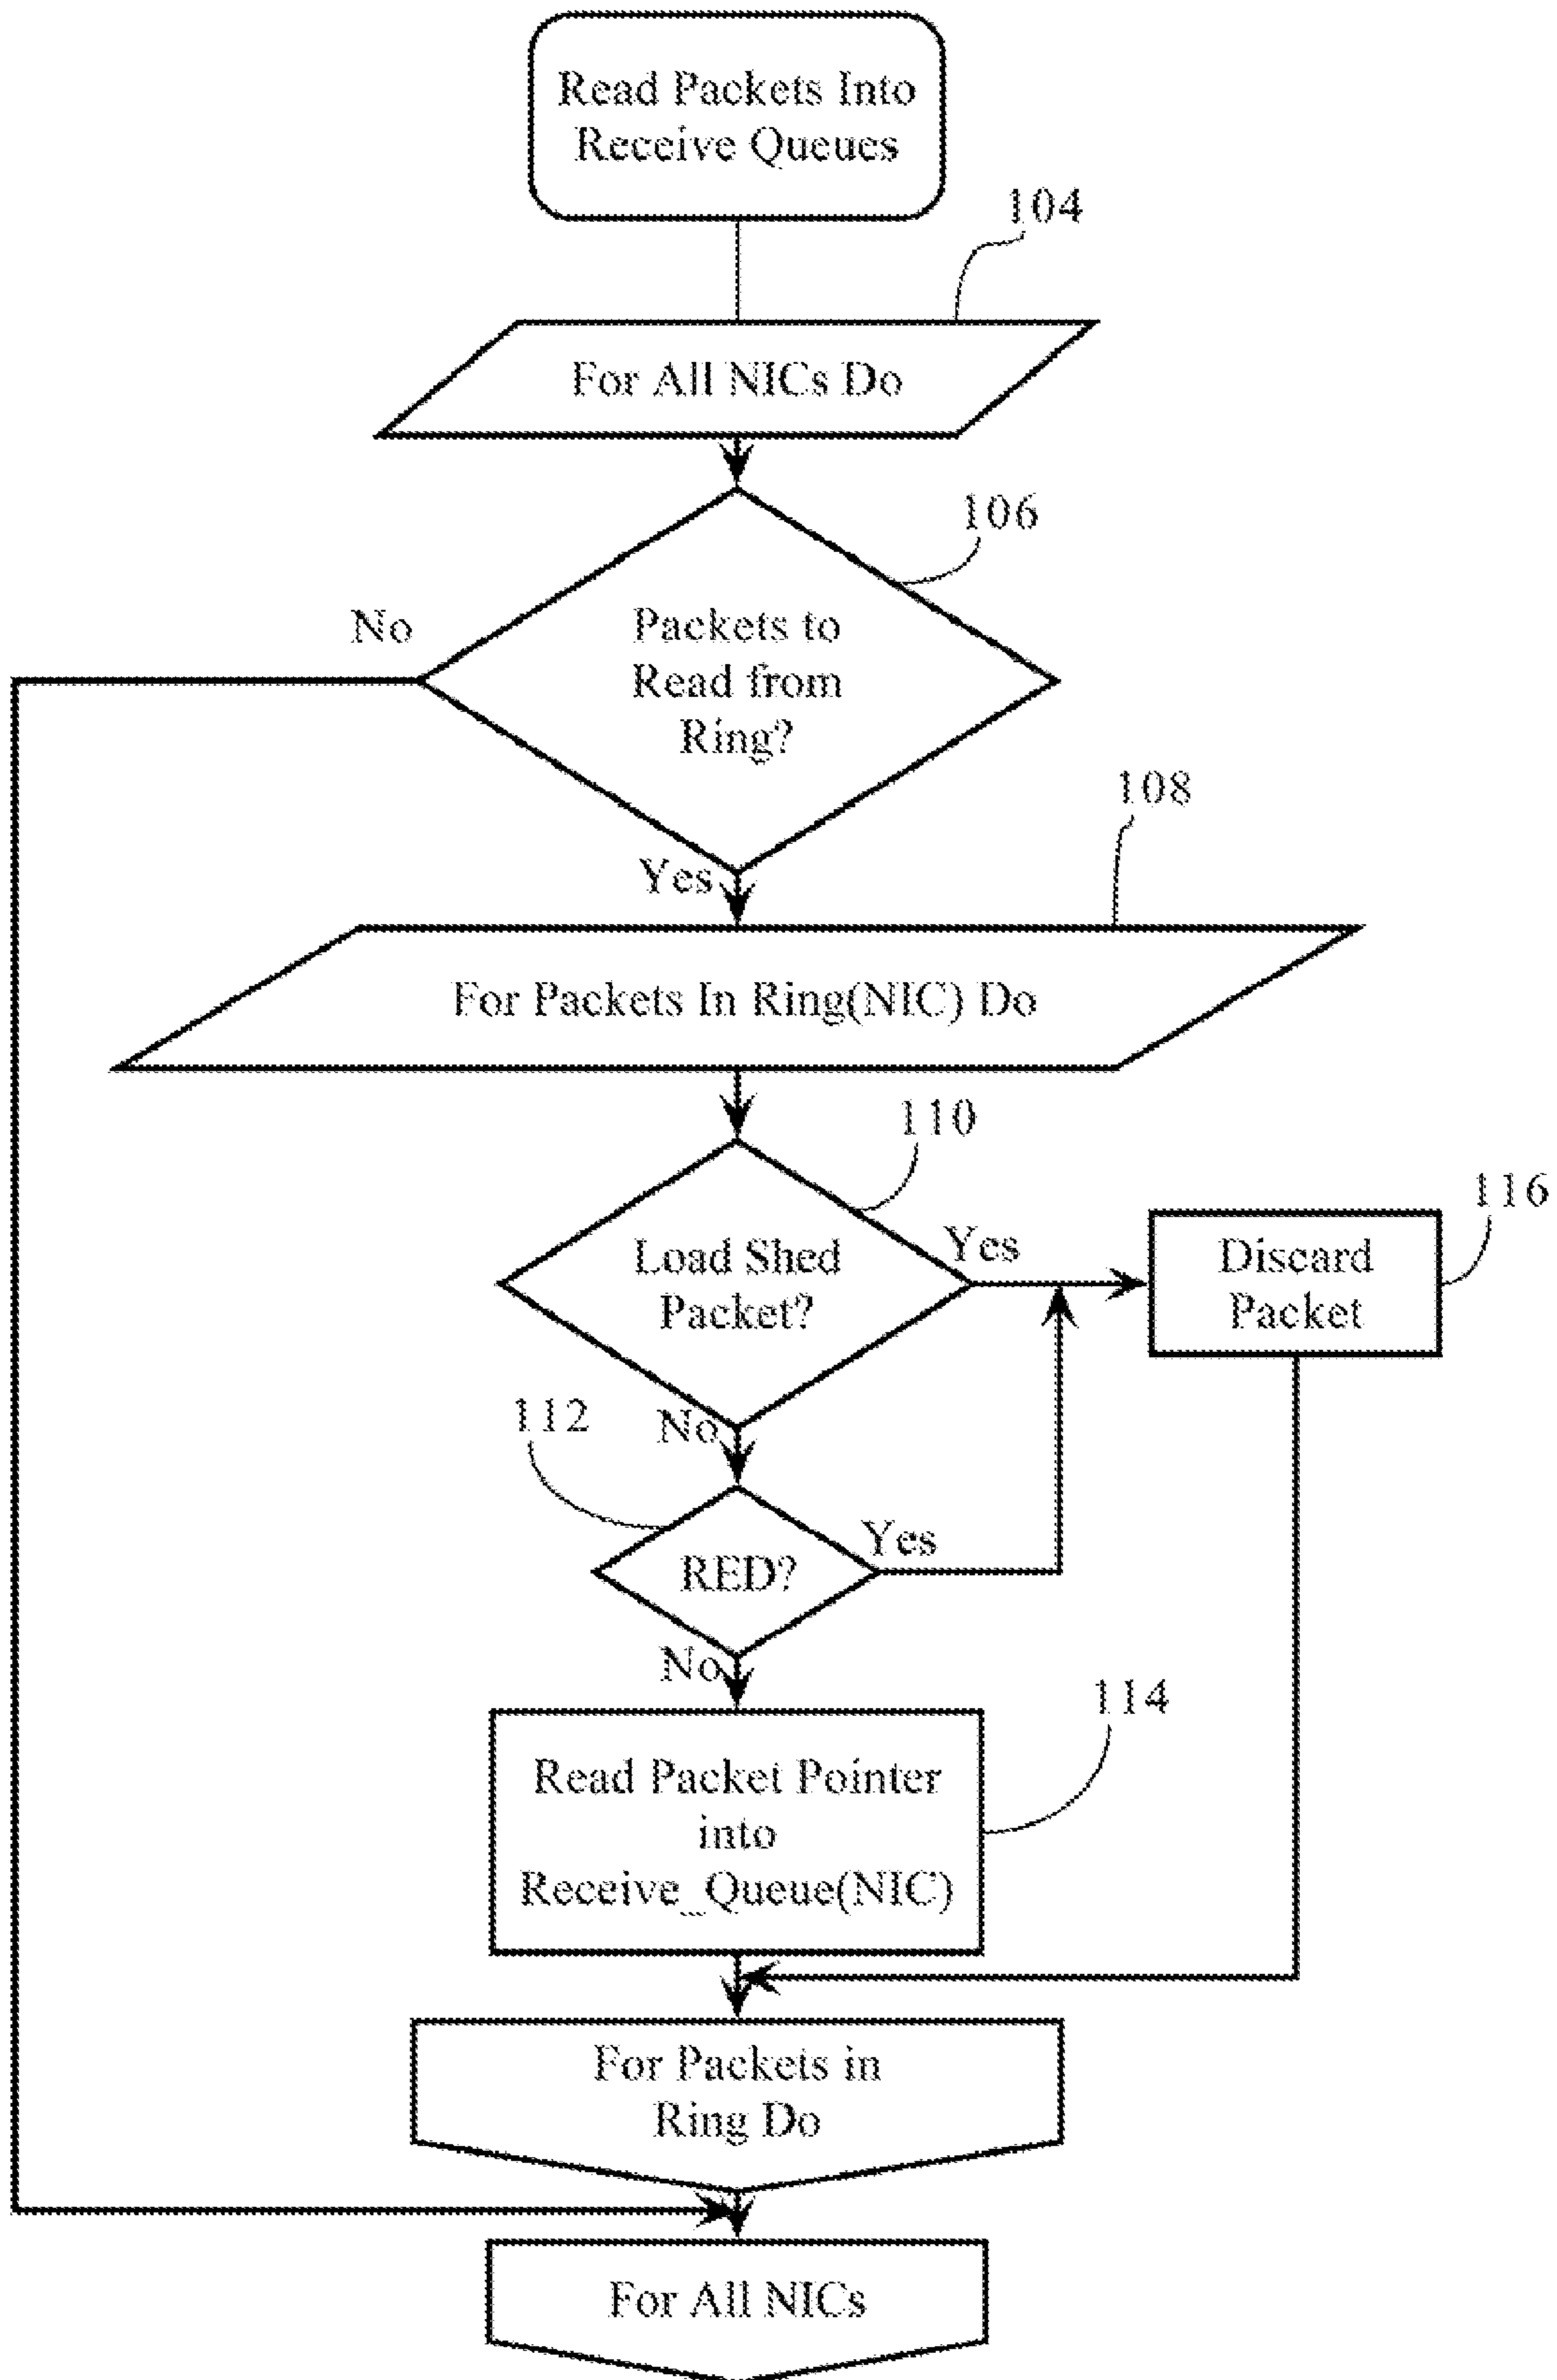 Read Packets Into
Receive Queues
104
For All NICs Do
106
No
Packets to
Read from
Ring?
108
Yes
For Packets In Ring(NIC) Do
110
116
Yes
Load Shed
Packet?
Discard
Packet
112
No
Yes
RED?
No
114
Read Packet Pointer
into
Receive_Queue(NIC)
For Packets in
Ring Do
For All NICs